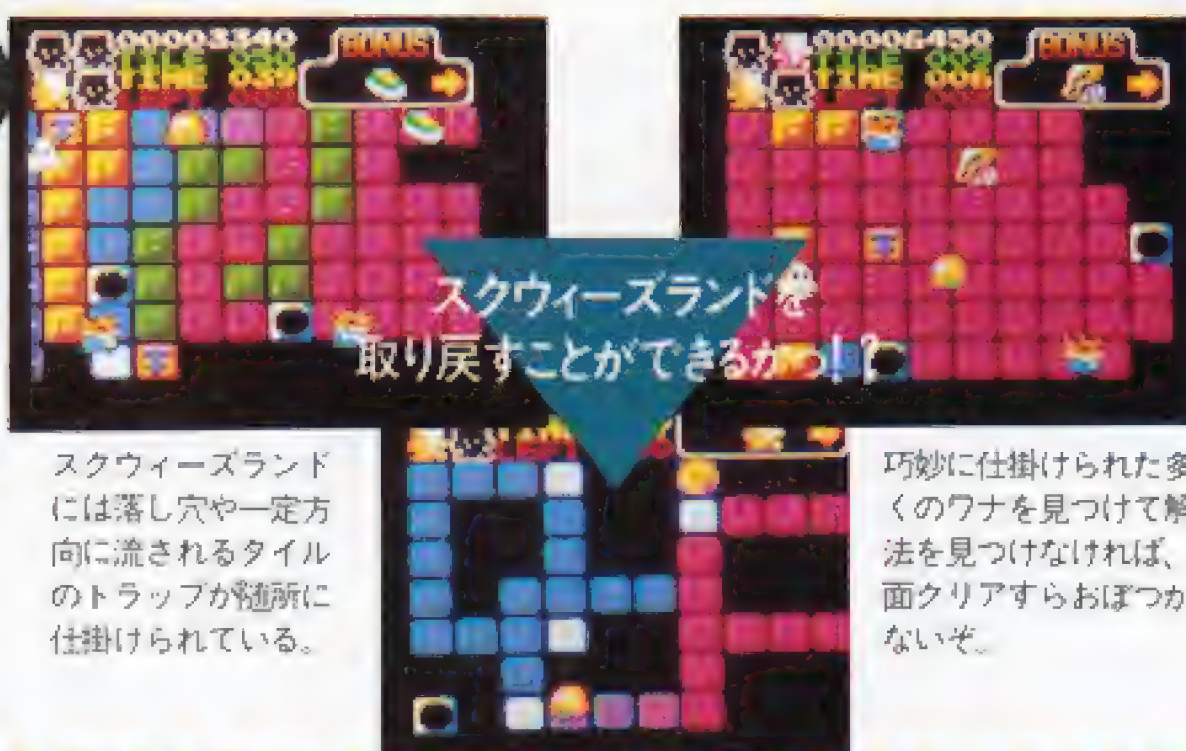 00003340
TILE 030
TIME 039
BONUS
00006450
TILE 009
TIME 006
BONUS
スクウィーズランドを
取り戻すことができるかっ!?
スクウィーズランド
には落し穴や一定方
向に流されるタイル
のトラップが随所に
仕掛けられている。
巧妙に仕掛けられた多
くのワナを見つけて解
法を見つけなければ、
面クリアすらおぼつか
ないぞ。